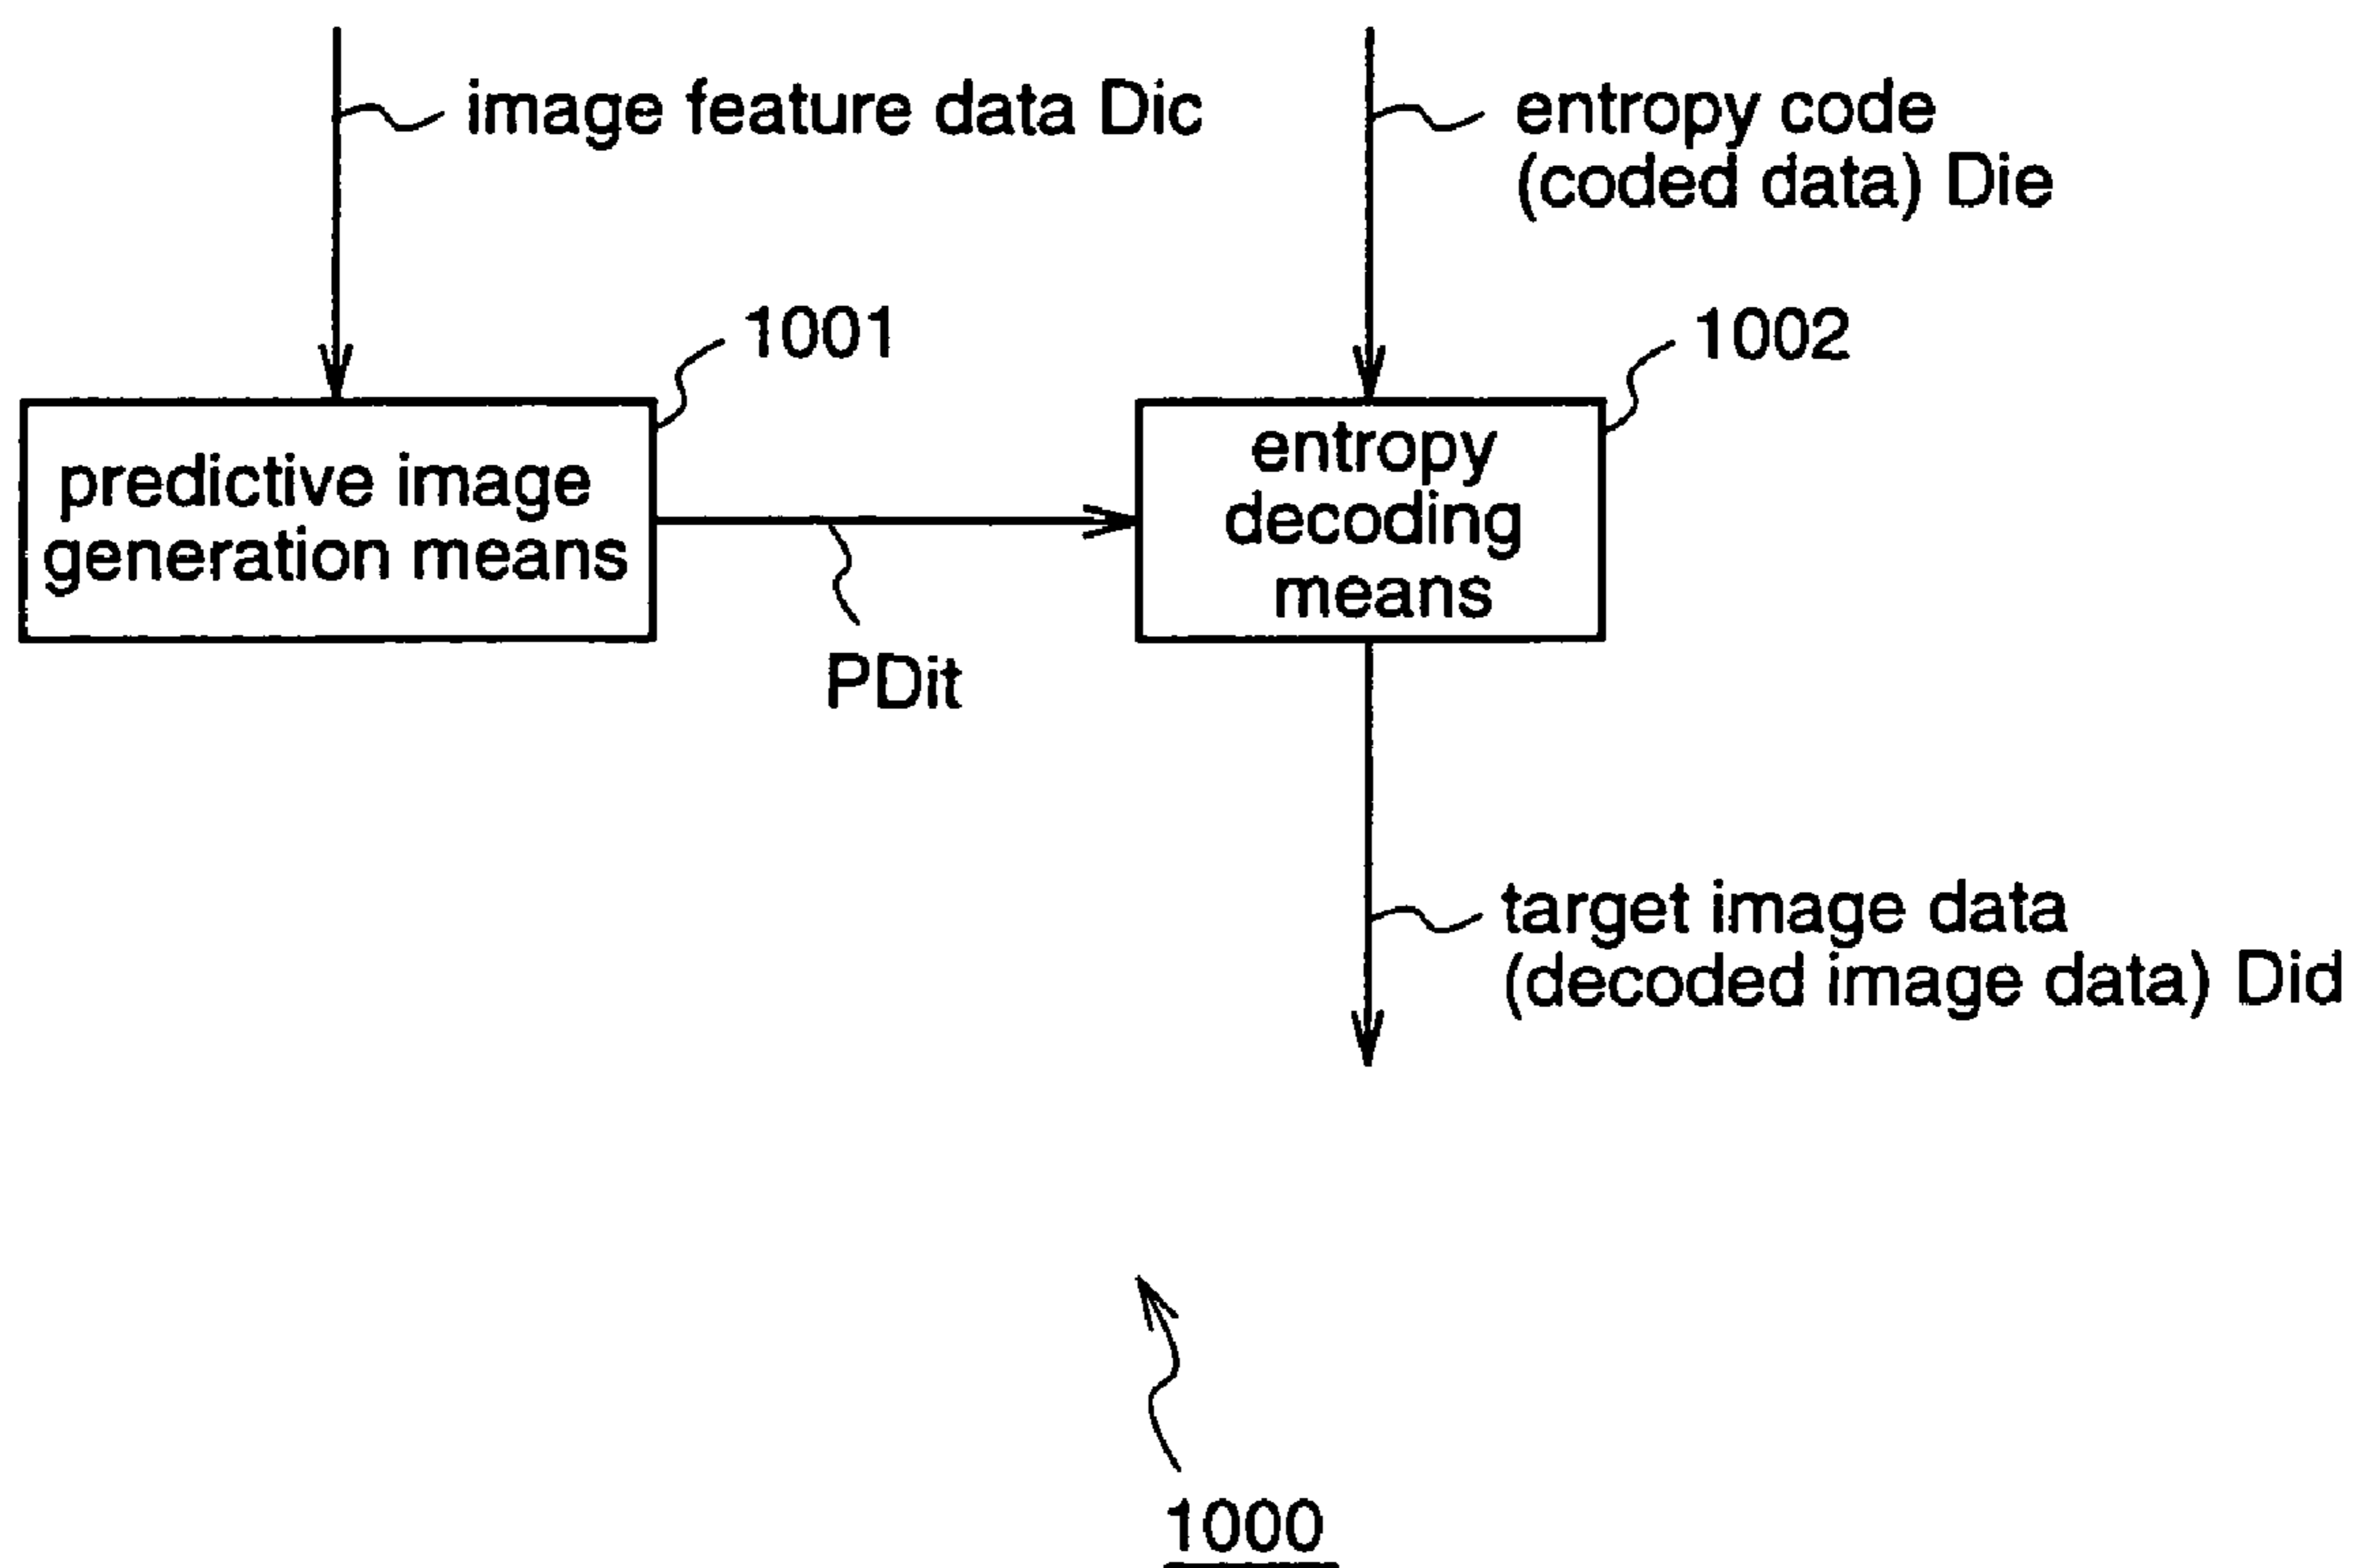 image feature data Dic
entropy code
(coded data) Die
1001
1002
predictive image
generation means
entropy
decoding
means
PDit
target image data
(decoded image data) Did
1000